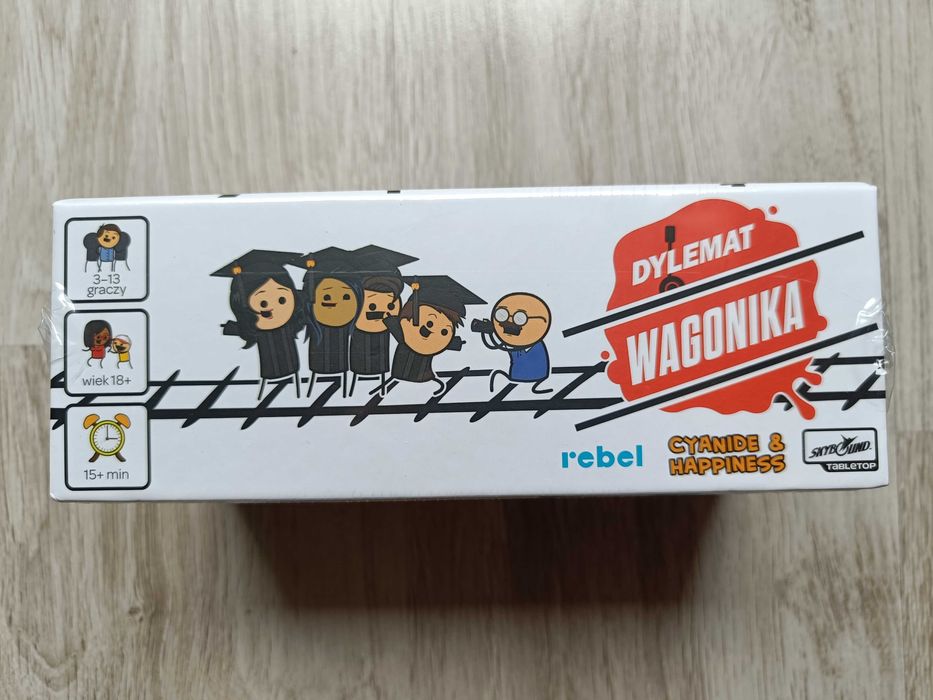 3–13
graczy
wiek 18+
15+ min
DYLEMAT
WAGONIKA
rebel
CYANIDE &
HAPPINESS
SKYBOUND
TABLETOP